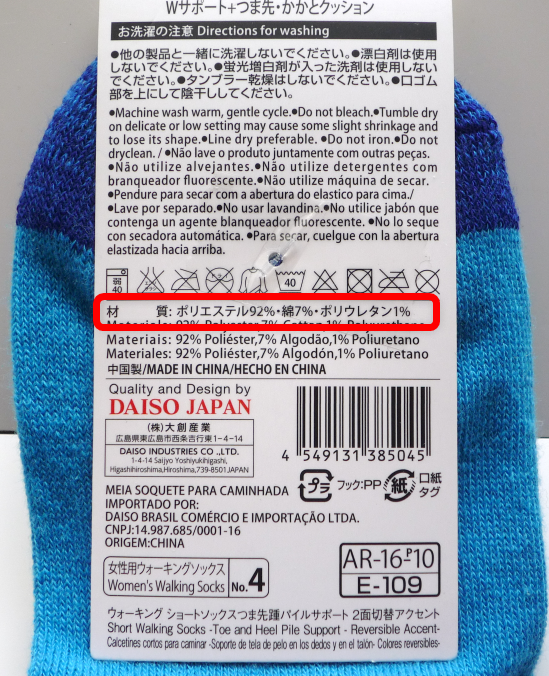 Wサポート+つま先・かかとクッション
お洗濯の注意 Directions for washing
●他の製品と一緒に洗濯しないでください。●漂白剤は使用
しないでください。●蛍光増白剤が入った洗剤は使用しない
でください。●タンブラー乾燥はしないでください。●口ゴム
部を上にして陰干ししてください。
●Machine wash warm, gentle cycle.●Do not bleach.●Tumble dry
on delicate or low setting may cause some slight shrinkage and
to lose its shape.●Line dry preferable. ●Do not iron.●Do not
dryclean. / ●Não lave o produto juntamente com outras peças.
●Não utilize alvejantes.●Não utilize detergentes com
branqueador fluorescente.●Não utilize máquina de secar.
●Pendure para secar com a abertura do elastico para cima./
●Lave por separado.●No usar lavandina.●No utilice jabón que
contenga un agente blanqueador fluorescente. ●No lo seque
con secadora automática. ●Para secar, cuelgue con la abertura
elastizada hacia arriba.
弱 40 40
材 質: ポリエステル92%・綿7%・ポリウレタン1%
Materials: 92% Polyester,7% Cotton,1% Polyurethane
Materiais: 92% Poliéster,7% Algodão,1% Poliuretano
Materiales: 92% Poliéster,7% Algodón,1% Poliuretano
中国製/MADE IN CHINA/HECHO EN CHINA
Quality and Design by
DAISO JAPAN
(株)大創産業
広島県東広島市西条吉行東1-4-14
DAISO INDUSTRIES CO .,LTD.
1-4-14 Saijyo Yoshiyukihigashi,
Higashihiroshima,Hiroshima,739-8501JAPAN
4 549131 385045
プラ フック:PP 紙 口紙タグ
MEIA SOQUETE PARA CAMINHADA
IMPORTADO POR:
DAISO BRASIL COMÉRCIO E IMPORTAÇÃO LTDA.
CNPJ:14.987.685/0001-16
ORIGEM:CHINA
女性用ウォーキングソックス
Women's Walking Socks No.4
AR-16-P10
E-109
ウォーキング ショートソックスつま先踵パイルサポート 2面切替アクセント
Short Walking Socks -Toe and Heel Pile Support - Reversible Accent-
Calcetines cortos para caminar -Soporte de tela de pelo en los dedos y en el talón- Colores reversibles-